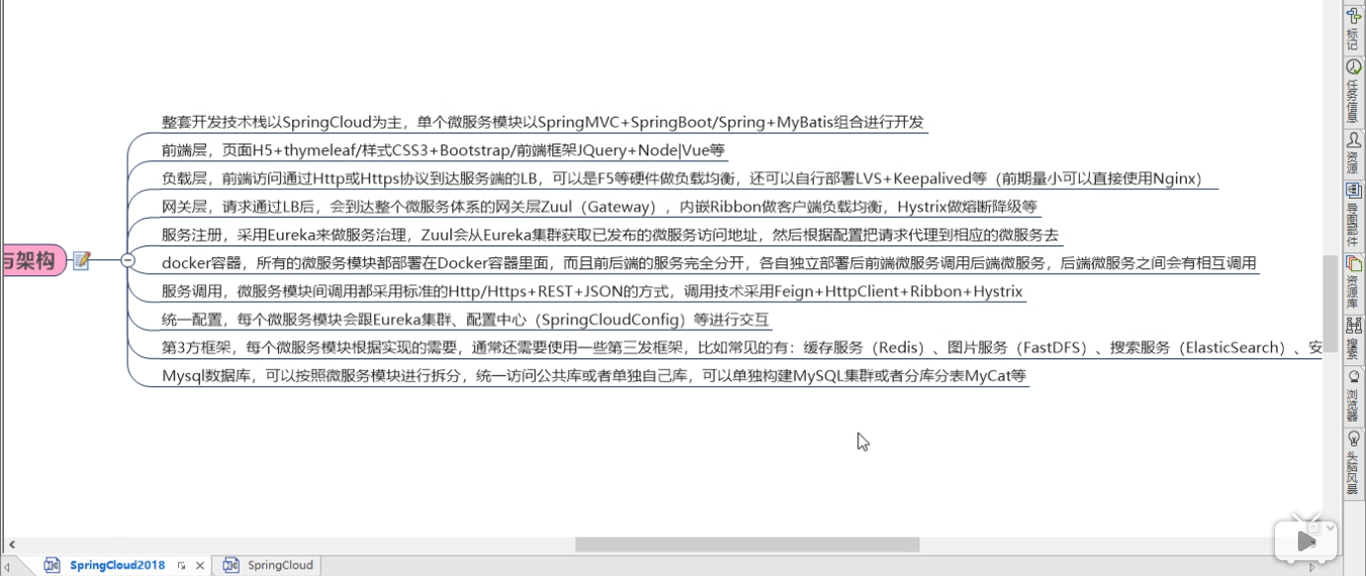 整套开发技术栈以SpringCloud为主，单个微服务模块以SpringMVC+SpringBoot/Spring+MyBatis组合进行开发
前端层，页面H5+thymeleaf/样式CSS3+Bootstrap/前端框架JQuery+Node|Vue等
负载层，前端访问通过Http或Https协议到达服务端的LB，可以是F5等硬件做负载均衡，还可以自行部署LVS+Keepalived等（前期量小可以直接使用Nginx）
网关层，请求通过LB后，会到达整个微服务体系的网关层Zuul（Gateway），内嵌Ribbon做客户端负载均衡，Hystrix做熔断降级等
服务注册，采用Eureka来做服务治理，Zuul会从Eureka集群获取已发布的微服务访问地址，然后根据配置把请求代理到相应的微服务去
与架构
docker容器，所有的微服务模块都部署在Docker容器里面，而且前后端的服务完全分开，各自独立部署后前端微服务调用后端微服务，后端微服务之间会有相互调用
服务调用，微服务模块间调用都采用标准的Http/Https+REST+JSON的方式，调用技术采用Feign+HttpClient+Ribbon+Hystrix
统一配置，每个微服务模块会跟Eureka集群、配置中心（SpringCloudConfig）等进行交互
第3方框架，每个微服务模块根据实现的需要，通常还需要使用一些第三发框架，比如常见的有：缓存服务（Redis）、图片服务（FastDFS）、搜索服务（ElasticSearch）、安
Mysql数据库，可以按照微服务模块进行拆分，统一访问公共库或者单独自己库，可以单独构建MySQL集群或者分库分表MyCat等
标记
任务信息
资源
导图部件
资源库
搜索
浏览器
头脑风暴
SpringCloud2018
SpringCloud